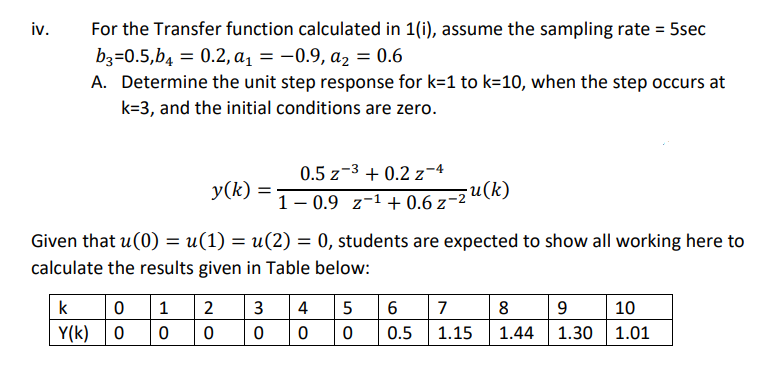 iv. For the Transfer function calculated in 1(i), assume the sampling rate = 5sec
b₃=0.5,b₄ = 0.2, a₁ = −0.9, a₂ = 0.6
A. Determine the unit step response for k=1 to k=10, when the step occurs at
k=3, and the initial conditions are zero.
y(k) = (0.5 z⁻³ + 0.2 z⁻⁴) / (1 − 0.9 z⁻¹ + 0.6 z⁻²) u(k)
Given that u(0) = u(1) = u(2) = 0, students are expected to show all working here to
calculate the results given in Table below:
k 0 1 2 3 4 5 6 7 8 9 10
Y(k) 0 0 0 0 0 0 0.5 1.15 1.44 1.30 1.01